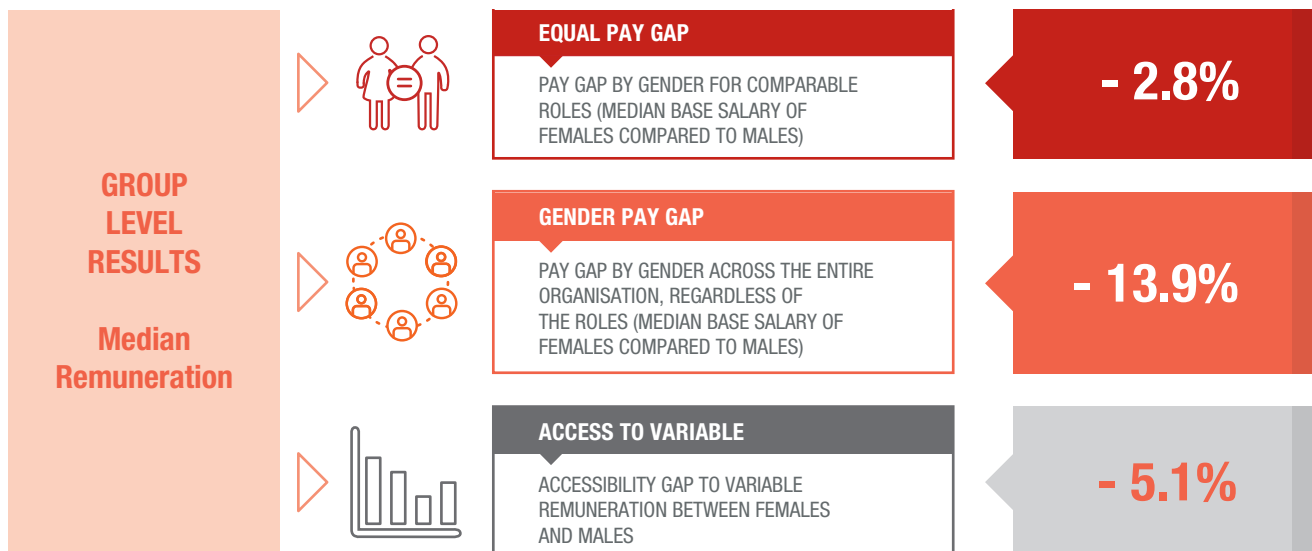 GROUP
LEVEL
RESULTS
Median
Remuneration
EQUAL PAY GAP
PAY GAP BY GENDER FOR COMPARABLE
ROLES (MEDIAN BASE SALARY OF
FEMALES COMPARED TO MALES)
- 2.8%
GENDER PAY GAP
PAY GAP BY GENDER ACROSS THE ENTIRE
ORGANISATION, REGARDLESS OF
THE ROLES (MEDIAN BASE SALARY OF
FEMALES COMPARED TO MALES)
- 13.9%
ACCESS TO VARIABLE
ACCESSIBILITY GAP TO VARIABLE
REMUNERATION BETWEEN FEMALES
AND MALES
- 5.1%